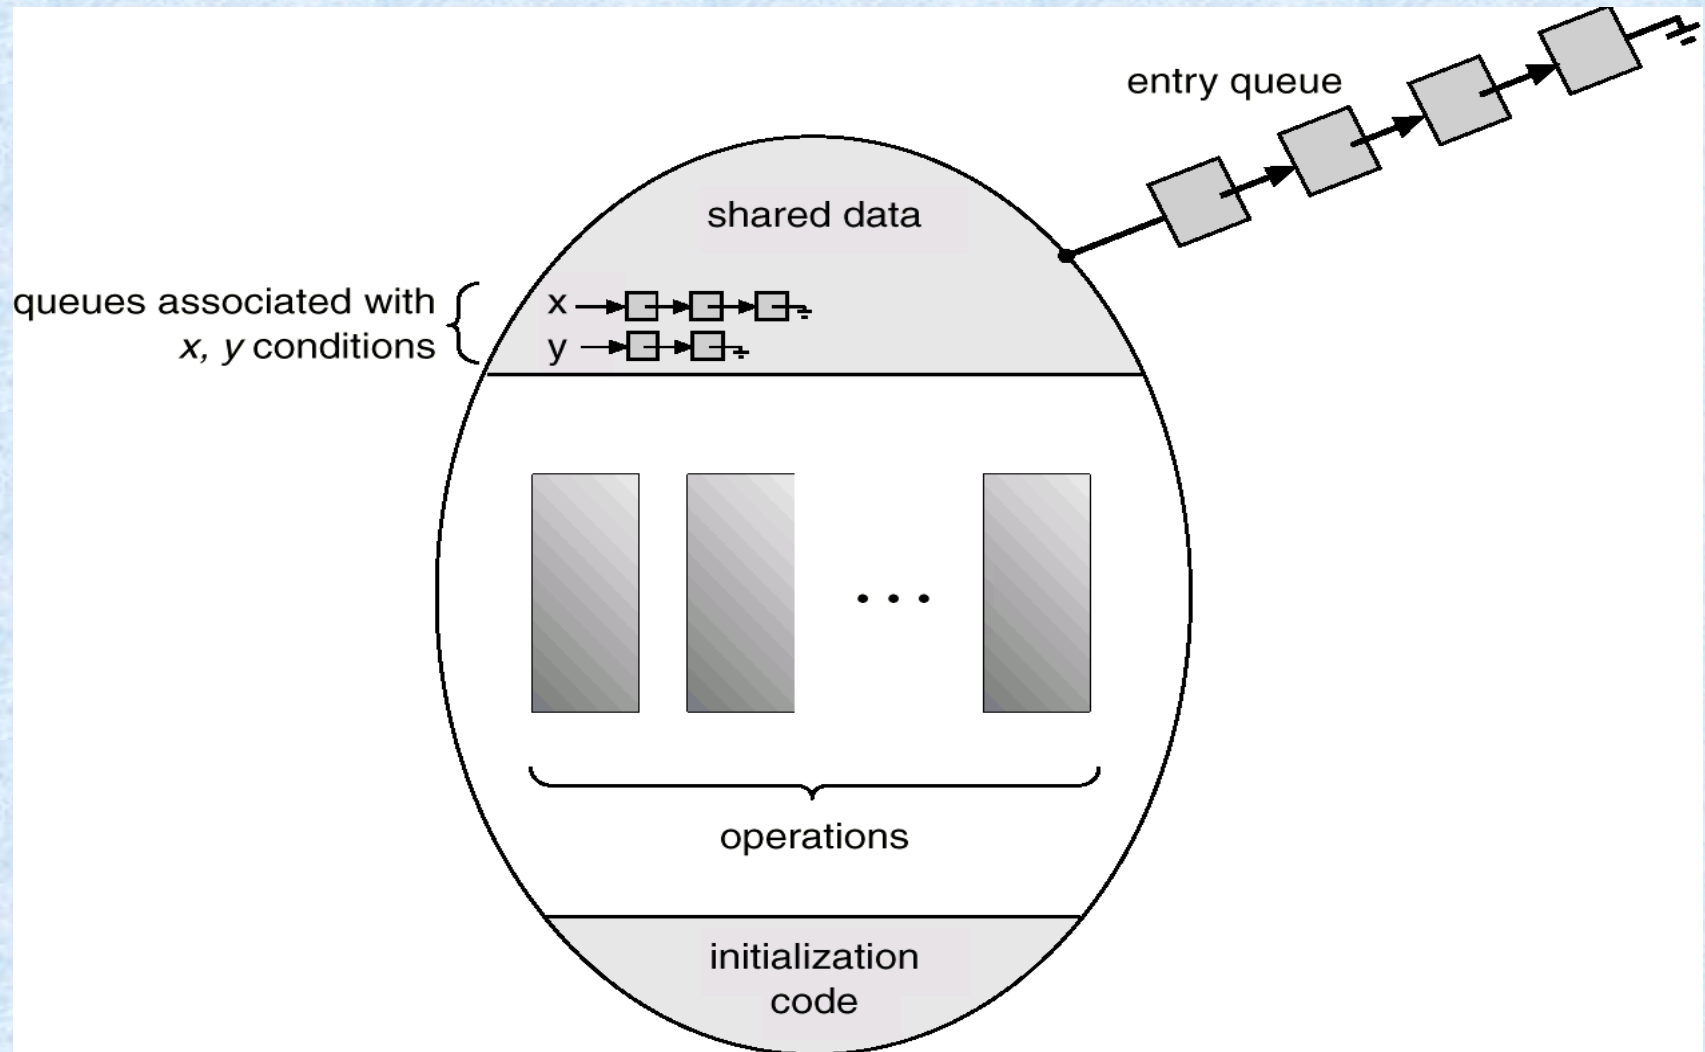 entry queue
shared data
queues associated with
x, y conditions
x
y
. . .
operations
initialization
code